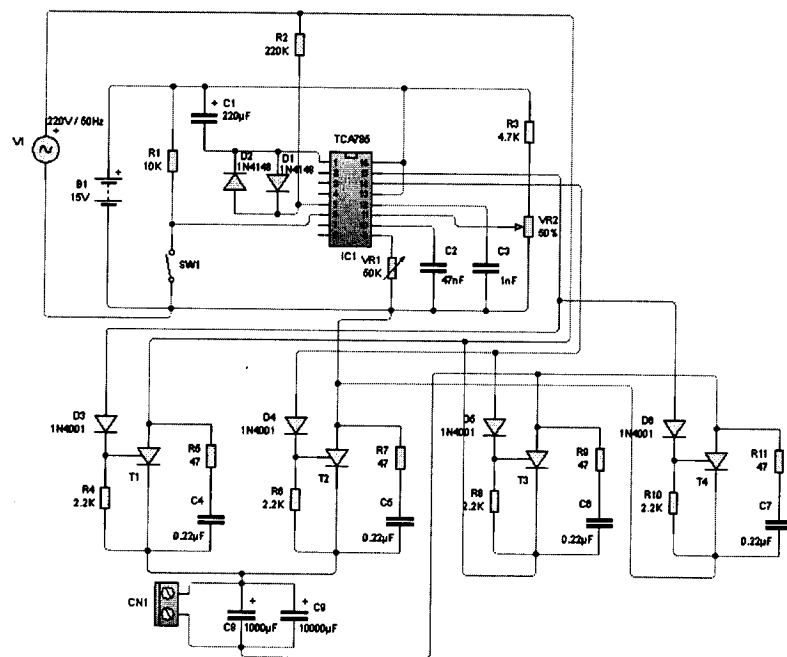 R2
220K
C1
220µF
220V / 50Hz
V1
R1
10K
B1
15V
D2
1N4148
D1
1N4148
TCA785
IC1
SW1
R3
4.7K
VR2
50%
VR1
50K
C2
47nF
C3
1nF
D3
1N4001
T1
R4
2.2K
R5
47
C4
0.22µF
D4
1N4001
T2
R6
2.2K
R7
47
C5
0.22µF
D5
1N4001
T3
R8
2.2K
R9
47
C6
0.22µF
D6
1N4001
T4
R10
2.2K
R11
47
C7
0.22µF
CN1
C8
1000µF
C9
10000µF